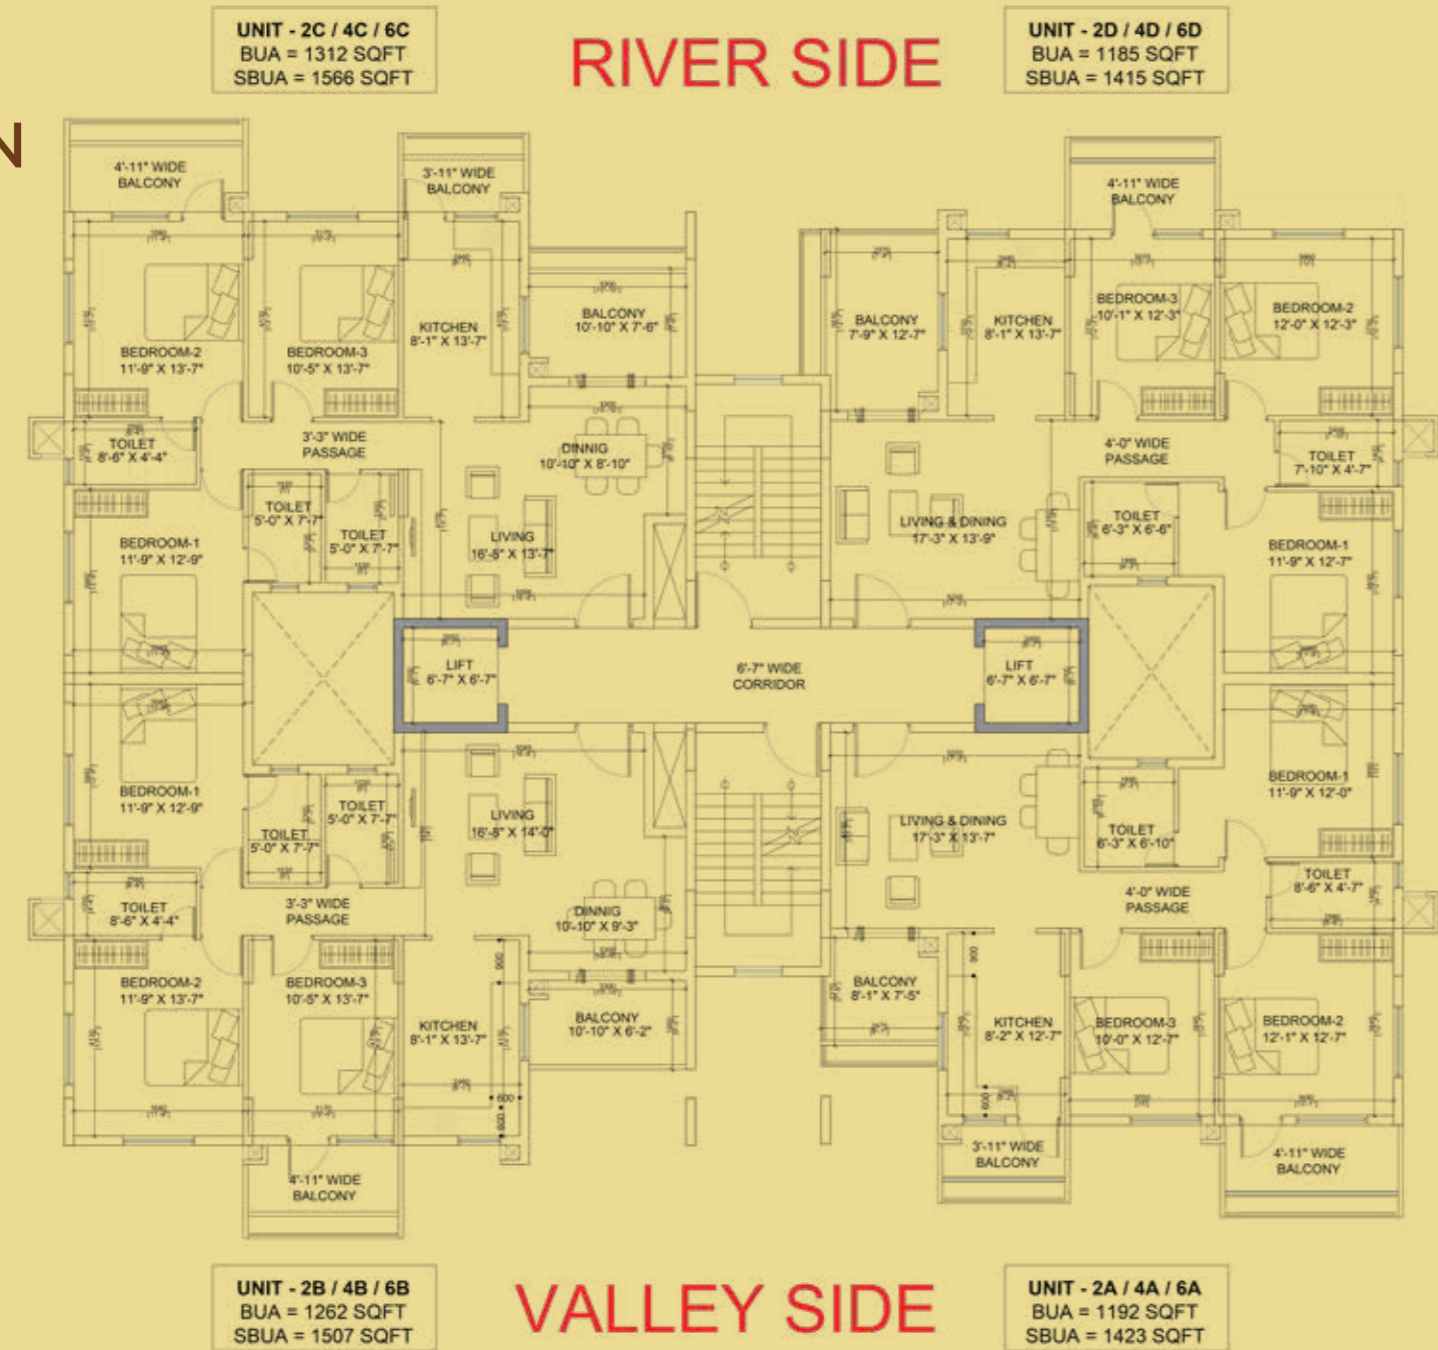 UNIT - 2C / 4C / 6C
BUA = 1312 SQFT
SBUA = 1566 SQFT
RIVER SIDE
UNIT - 2D / 4D / 6D
BUA = 1185 SQFT
SBUA = 1415 SQFT
N
4'-11" WIDE
BALCONY
3'-11" WIDE
BALCONY
4'-11" WIDE
BALCONY
BALCONY
10'-10" X 7'-6"
BALCONY
7'-9" X 12'-7"
KITCHEN
8'-1" X 13'-7"
KITCHEN
8'-1" X 13'-7"
BEDROOM-3
10'-1" X 12'-3"
BEDROOM-2
12'-0" X 12'-3"
BEDROOM-2
11'-9" X 13'-7"
BEDROOM-3
10'-5" X 13'-7"
TOILET
8'-6" X 4'-4"
3'-3" WIDE
PASSAGE
DINNIG
10'-10" X 8'-10"
4'-0" WIDE
PASSAGE
TOILET
7'-10" X 4'-7"
TOILET
5'-0" X 7'-7"
TOILET
5'-0" X 7'-7"
LIVING
16'-8" X 13'-7"
LIVING & DINING
17'-3" X 13'-9"
TOILET
6'-3" X 6'-6"
BEDROOM-1
11'-9" X 12'-9"
BEDROOM-1
11'-9" X 12'-7"
LIFT
6'-7" X 6'-7"
6'-7" WIDE
CORRIDOR
LIFT
6'-7" X 6'-7"
BEDROOM-1
11'-9" X 12'-9"
BEDROOM-1
11'-9" X 12'-0"
TOILET
5'-0" X 7'-7"
TOILET
5'-0" X 7'-7"
LIVING
16'-8" X 14'-0"
LIVING & DINING
17'-3" X 13'-7"
TOILET
6'-3" X 6'-10"
TOILET
8'-6" X 4'-7"
TOILET
8'-6" X 4'-4"
3'-3" WIDE
PASSAGE
DINNIG
10'-10" X 9'-3"
4'-0" WIDE
PASSAGE
900
900
BEDROOM-2
11'-9" X 13'-7"
BEDROOM-3
10'-5" X 13'-7"
BALCONY
8'-1" X 7'-5"
KITCHEN
8'-1" X 13'-7"
BALCONY
10'-10" X 6'-2"
KITCHEN
8'-2" X 12'-7"
BEDROOM-3
10'-0" X 12'-7"
BEDROOM-2
12'-1" X 12'-7"
600
600
600
3'-11" WIDE
BALCONY
4'-11" WIDE
BALCONY
4'-11" WIDE
BALCONY
UNIT - 2B / 4B / 6B
BUA = 1262 SQFT
SBUA = 1507 SQFT
VALLEY SIDE
UNIT - 2A / 4A / 6A
BUA = 1192 SQFT
SBUA = 1423 SQFT